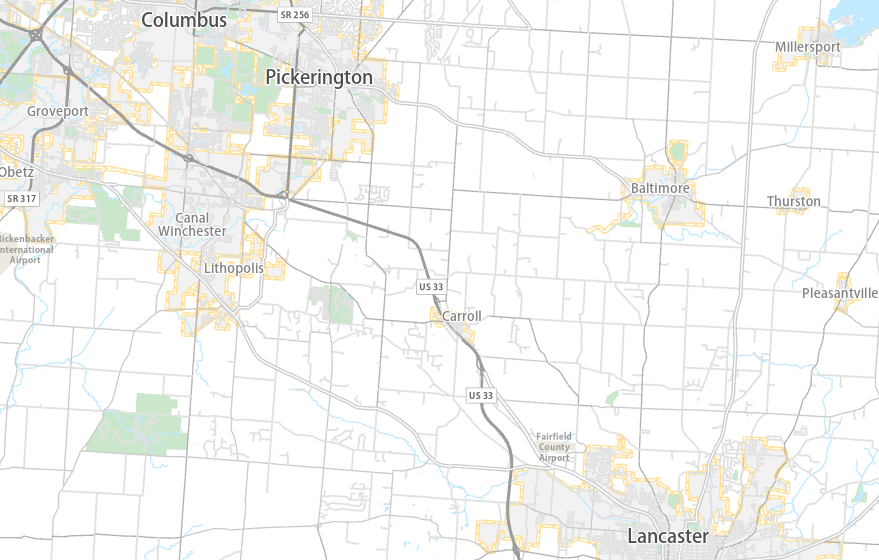 Columbus
SR 256
Millersport
Pickerington
Groveport
Obetz
SR 317
Baltimore
Thurston
Canal
Winchester
Rickenbacker
International
Airport
Lithopolis
US 33
Pleasantville
Carroll
US 33
Fairfield
County
Airport
Lancaster